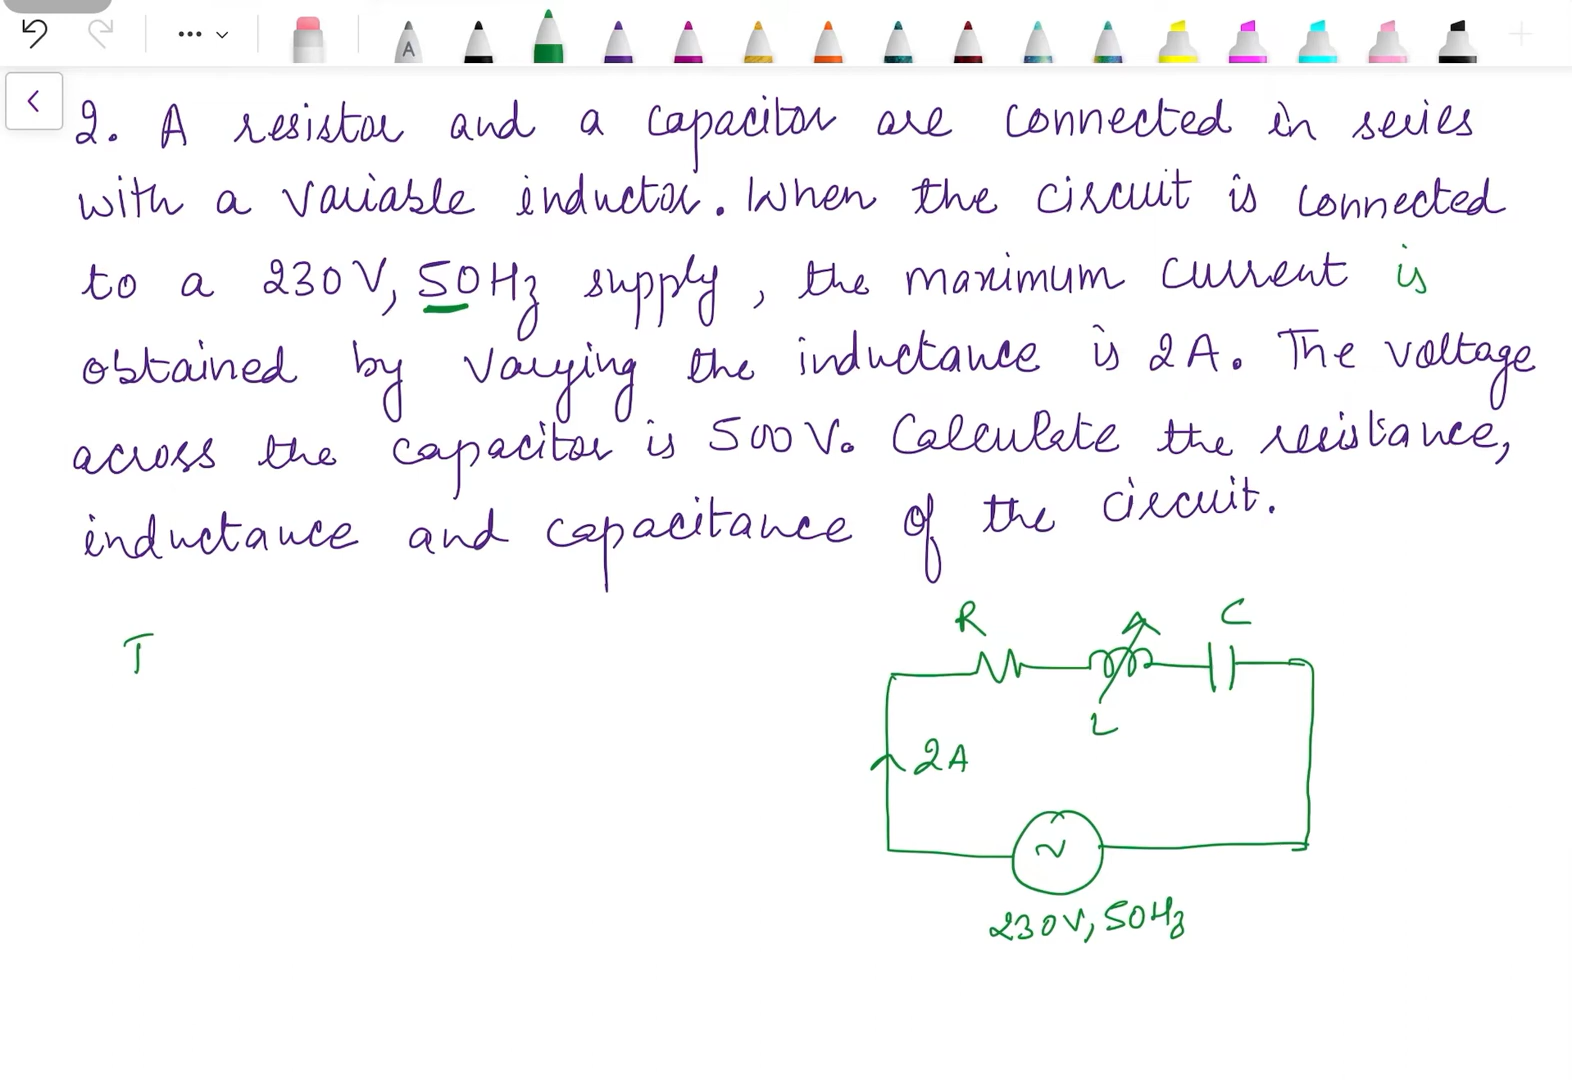 A
2. A resistor and a capacitor are connected in series
with a variable inductor. When the circuit is connected
to a 230V, 50Hz supply, the maximum current is
obtained by varying the inductance is 2A. The voltage
across the capacitor is 500V. Calculate the resistance,
inductance and capacitance of the circuit.
R
C
I
L
2A
230V, 50Hz